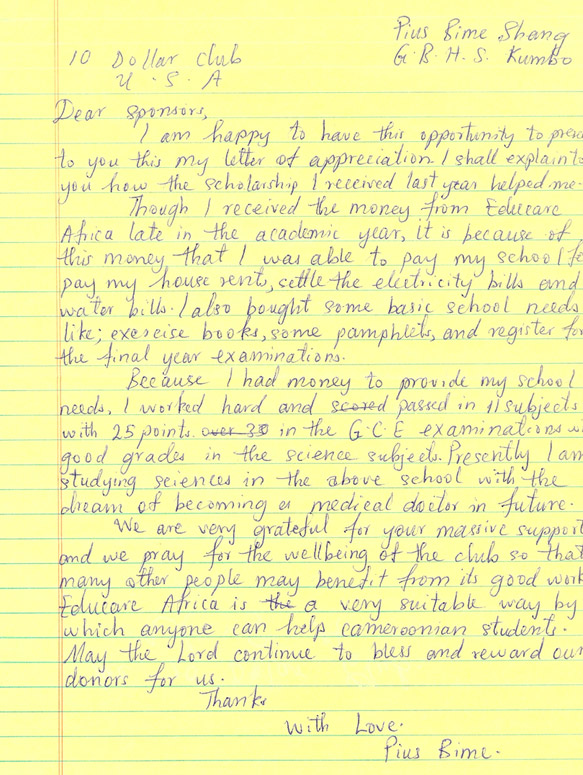 Pius Bime Shang
10 Dollar Club G.B.H.S. Kumbo
U.S.A
Dear sponsors,
I am happy to have this opportunity to prese
to you this my letter of appreciation. I shall explain to
you how the scholarship I received last year helped me.
Though I received the money from Educare
Africa late in the academic year, it is because of
this money that I was able to pay my school fe
pay my house rents, settle the electricity bills and
water bills. I also bought some basic school needs
like; exercise books, some pamphlets, and register for
the final year examinations.
Because I had money to provide my school
needs, I worked hard and scored passed in 11 subjects
with 25 points. over 33 in the G.C.E examinations wi
good grades in the science subjects. Presently I am
studying sciences in the above school with the
dream of becoming a medical doctor in future.
We are very grateful for your massive support
and we pray for the wellbeing of the club so that
many other people may benefit from its good work
Educare Africa is the a very suitable way by
which anyone can help cameroonian students.
May the Lord continue to bless and reward our
donors for us.
Thanks
With Love.
Pius Bime.